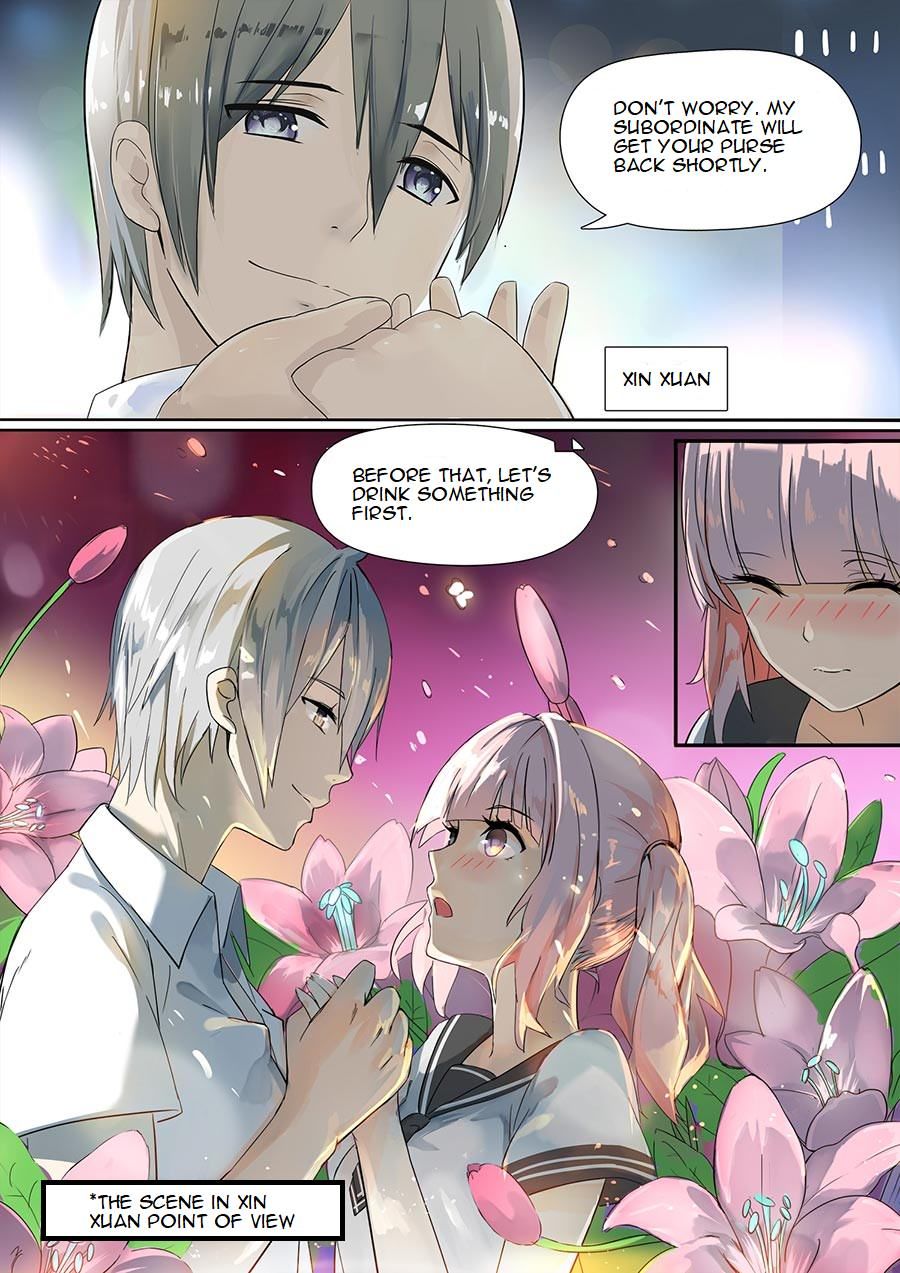 DON'T WORRY. MY
SUBORDINATE WILL
GET YOUR PURSE
BACK SHORTLY.
XIN XUAN
BEFORE THAT, LET'S
DRINK SOMETHING
FIRST.
*THE SCENE IN XIN
XUAN POINT OF VIEW